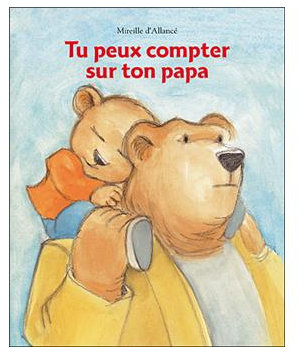 Mireille d'Allancé
Tu peux compter
sur ton papa